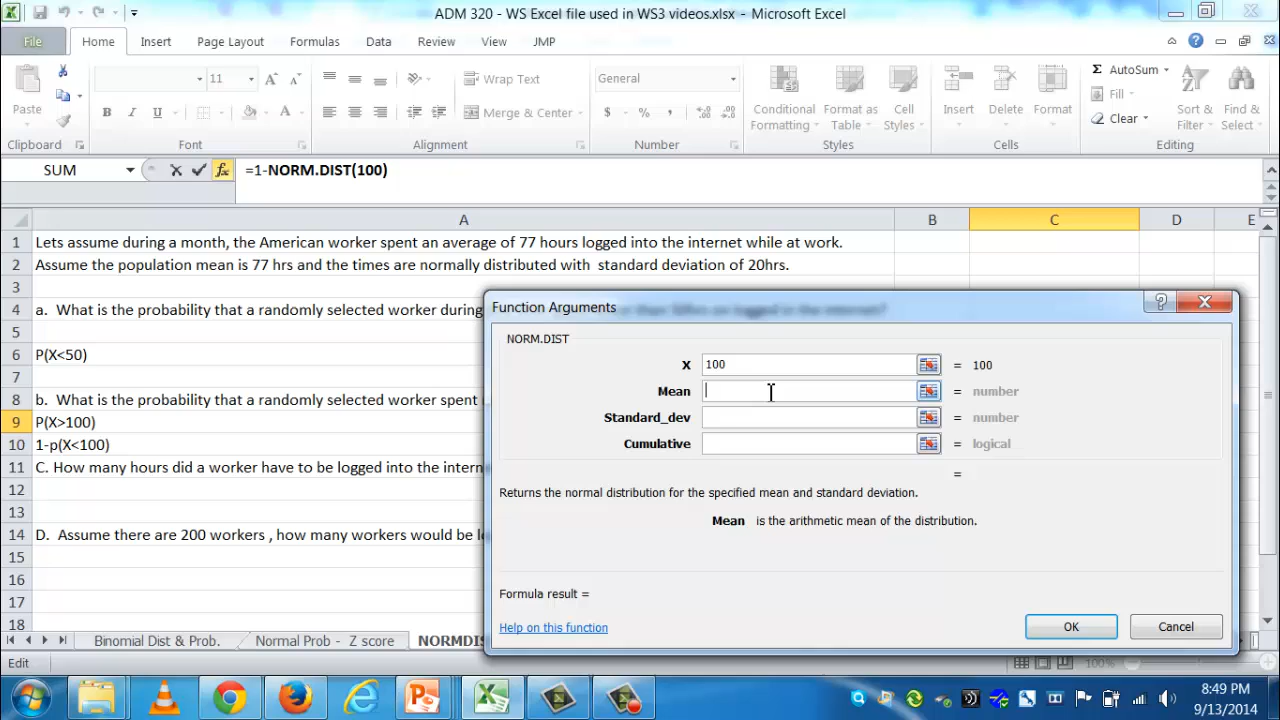 ADM 320 - WS Excel file used in WS3 videos.xlsx - Microsoft Excel
File Home Insert Page Layout Formulas Data Review View JMP
Paste
11
Wrap Text
General
Conditional Formatting
Format as Table
Cell Styles
Insert
Delete
Format
AutoSum
Fill
Clear
Sort & Filter
Find & Select
B I U
Merge & Center
$ % ,
Clipboard Font Alignment Number Styles Cells Editing
SUM fx =1-NORM.DIST(100)
A B C D E
1 Lets assume during a month, the American worker spent an average of 77 hours logged into the internet while at work.
2 Assume the population mean is 77 hrs and the times are normally distributed with standard deviation of 20hrs.
3
4 a. What is the probability that a randomly selected worker during
5
6 P(X<50)
7
8 b. What is the probability that a randomly selected worker spent
9 P(X>100)
10 1-p(X<100)
11 C. How many hours did a worker have to be logged into the intern
12
13
14 D. Assume there are 200 workers , how many workers would be
15
16
17
18
Function Arguments
NORM.DIST
X 100 = 100
Mean = number
Standard_dev = number
Cumulative = logical
=
Returns the normal distribution for the specified mean and standard deviation.
Mean is the arithmetic mean of the distribution.
Formula result =
Help on this function
OK Cancel
Binomial Dist & Prob. Normal Prob - Z score NORMDIS
Edit 100%
8:49 PM
9/13/2014